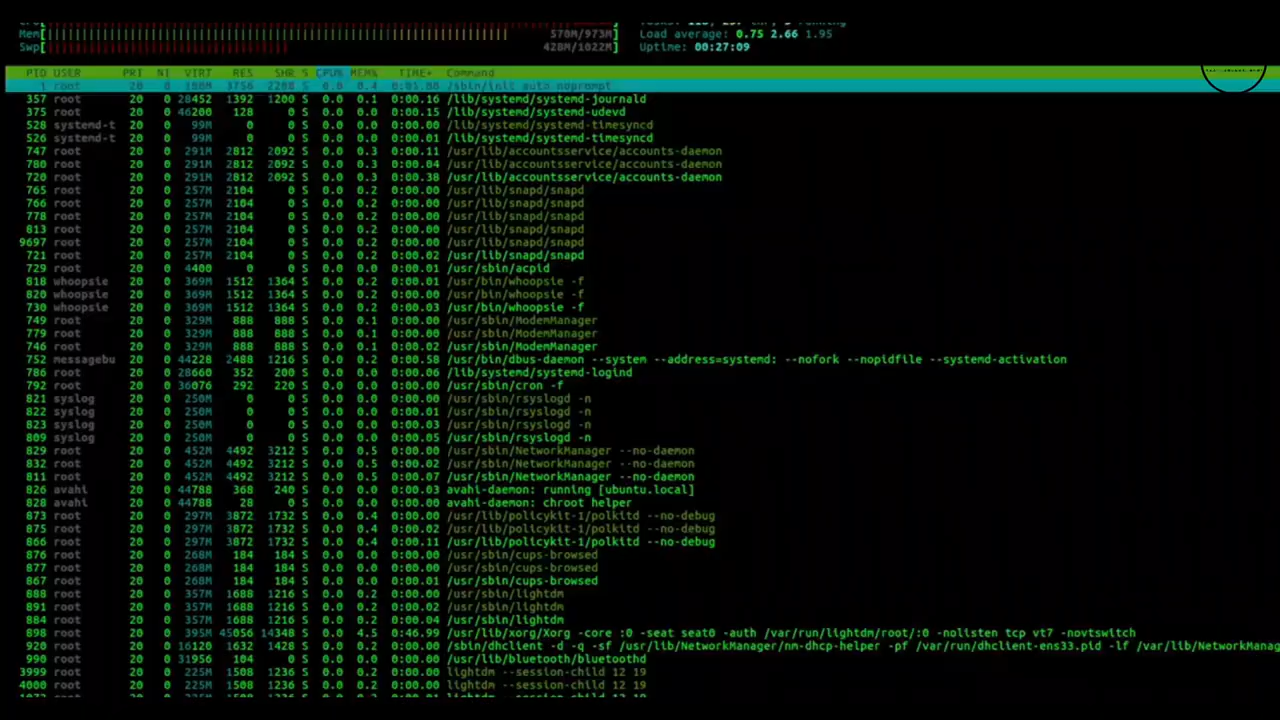 Mem[ 570M/973M] Load average: 0.75 2.66 1.95
Swp[ 428M/1022M] Uptime: 00:27:09
PID USER PRI NI VIRT RES SHR S CPU% MEM% TIME+ Command
1 root 20 0 180M 3756 2288 S 0.0 0.4 0:01.88 /sbin/init auto noprompt
357 root 20 0 28452 1392 1200 S 0.0 0.1 0:00.16 /lib/systemd/systemd-journald
375 root 20 0 46200 128 0 S 0.0 0.0 0:00.15 /lib/systemd/systemd-udevd
528 systemd-t 20 0 99M 0 0 S 0.0 0.0 0:00.00 /lib/systemd/systemd-timesyncd
526 systemd-t 20 0 99M 0 0 S 0.0 0.0 0:00.01 /lib/systemd/systemd-timesyncd
747 root 20 0 291M 2812 2092 S 0.0 0.3 0:00.11 /usr/lib/accountsservice/accounts-daemon
780 root 20 0 291M 2812 2092 S 0.0 0.3 0:00.04 /usr/lib/accountsservice/accounts-daemon
720 root 20 0 291M 2812 2092 S 0.0 0.3 0:00.38 /usr/lib/accountsservice/accounts-daemon
765 root 20 0 257M 2104 0 S 0.0 0.2 0:00.00 /usr/lib/snapd/snapd
766 root 20 0 257M 2104 0 S 0.0 0.2 0:00.00 /usr/lib/snapd/snapd
778 root 20 0 257M 2104 0 S 0.0 0.2 0:00.00 /usr/lib/snapd/snapd
813 root 20 0 257M 2104 0 S 0.0 0.2 0:00.00 /usr/lib/snapd/snapd
9697 root 20 0 257M 2104 0 S 0.0 0.2 0:00.00 /usr/lib/snapd/snapd
721 root 20 0 257M 2104 0 S 0.0 0.2 0:00.02 /usr/lib/snapd/snapd
729 root 20 0 4400 0 0 S 0.0 0.0 0:00.01 /usr/sbin/acpid
818 whoopsie 20 0 369M 1512 1364 S 0.0 0.2 0:00.01 /usr/bin/whoopsie -f
820 whoopsie 20 0 369M 1512 1364 S 0.0 0.2 0:00.00 /usr/bin/whoopsie -f
730 whoopsie 20 0 369M 1512 1364 S 0.0 0.2 0:00.03 /usr/bin/whoopsie -f
749 root 20 0 329M 888 888 S 0.0 0.1 0:00.00 /usr/sbin/ModemManager
779 root 20 0 329M 888 888 S 0.0 0.1 0:00.00 /usr/sbin/ModemManager
746 root 20 0 329M 888 888 S 0.0 0.1 0:00.02 /usr/sbin/ModemManager
752 messagebu 20 0 44228 2488 1216 S 0.0 0.2 0:00.58 /usr/bin/dbus-daemon --system --address=systemd: --nofork --nopidfile --systemd-activation
786 root 20 0 28660 352 200 S 0.0 0.0 0:00.06 /lib/systemd/systemd-logind
792 root 20 0 36076 292 220 S 0.0 0.0 0:00.00 /usr/sbin/cron -f
821 syslog 20 0 250M 0 0 S 0.0 0.0 0:00.00 /usr/sbin/rsyslogd -n
822 syslog 20 0 250M 0 0 S 0.0 0.0 0:00.01 /usr/sbin/rsyslogd -n
823 syslog 20 0 250M 0 0 S 0.0 0.0 0:00.03 /usr/sbin/rsyslogd -n
809 syslog 20 0 250M 0 0 S 0.0 0.0 0:00.05 /usr/sbin/rsyslogd -n
829 root 20 0 452M 4492 3212 S 0.0 0.5 0:00.00 /usr/sbin/NetworkManager --no-daemon
832 root 20 0 452M 4492 3212 S 0.0 0.5 0:00.02 /usr/sbin/NetworkManager --no-daemon
811 root 20 0 452M 4492 3212 S 0.0 0.5 0:00.07 /usr/sbin/NetworkManager --no-daemon
826 avahi 20 0 44788 368 240 S 0.0 0.0 0:00.03 avahi-daemon: running [ubuntu.local]
828 avahi 20 0 44788 28 0 S 0.0 0.0 0:00.00 avahi-daemon: chroot helper
873 root 20 0 297M 3872 1732 S 0.0 0.4 0:00.00 /usr/lib/policykit-1/polkitd --no-debug
875 root 20 0 297M 3872 1732 S 0.0 0.4 0:00.02 /usr/lib/policykit-1/polkitd --no-debug
866 root 20 0 297M 3872 1732 S 0.0 0.4 0:00.11 /usr/lib/policykit-1/polkitd --no-debug
876 root 20 0 268M 184 184 S 0.0 0.0 0:00.00 /usr/sbin/cups-browsed
877 root 20 0 268M 184 184 S 0.0 0.0 0:00.00 /usr/sbin/cups-browsed
867 root 20 0 268M 184 184 S 0.0 0.0 0:00.01 /usr/sbin/cups-browsed
888 root 20 0 357M 1688 1216 S 0.0 0.2 0:00.00 /usr/sbin/lightdm
891 root 20 0 357M 1688 1216 S 0.0 0.2 0:00.02 /usr/sbin/lightdm
884 root 20 0 357M 1688 1216 S 0.0 0.2 0:00.04 /usr/sbin/lightdm
898 root 20 0 395M 45056 14348 S 0.0 4.5 0:46.99 /usr/lib/xorg/Xorg -core :0 -seat seat0 -auth /var/run/lightdm/root/:0 -nolisten tcp vt7 -novtswitch
920 root 20 0 16120 1632 1428 S 0.0 0.2 0:00.00 /sbin/dhclient -d -q -sf /usr/lib/NetworkManager/nm-dhcp-helper -pf /var/run/dhclient-ens33.pid -lf /var/lib/NetworkMana
990 root 20 0 31956 104 0 S 0.0 0.0 0:00.00 /usr/lib/bluetooth/bluetoothd
3999 root 20 0 225M 1508 1236 S 0.0 0.2 0:00.00 lightdm --session-child 12 19
4000 root 20 0 225M 1508 1236 S 0.0 0.2 0:00.00 lightdm --session-child 12 19